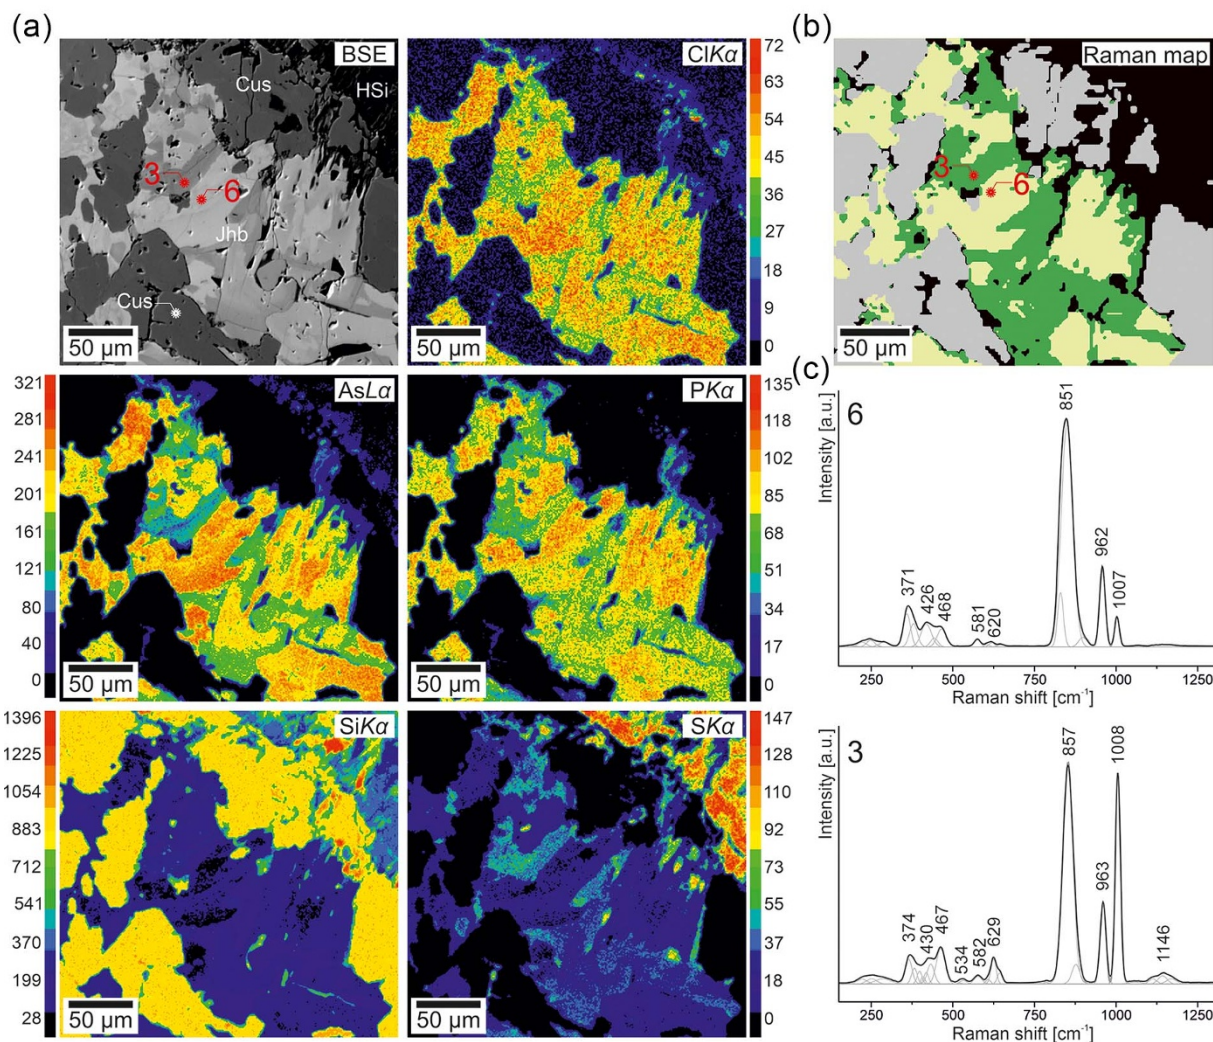 (a)
BSE
Cus
HSi
3
6
Jhb
Cus
50 µm
ClKα
72
63
54
45
36
27
18
9
0
50 µm
(b)
Raman map
3
6
50 µm
321
281
241
201
161
121
80
40
0
AsLα
50 µm
PKα
135
118
102
85
68
51
34
17
0
50 µm
1396
1225
1054
883
712
541
370
199
28
SiKα
50 µm
SKα
147
128
110
92
73
55
37
18
0
50 µm
(c)
6
Intensity [a.u.]
371
426
468
581
620
851
962
1007
250 500 750 1000 1250
Raman shift [cm⁻¹]
3
Intensity [a.u.]
374
430
467
534
582
629
857
963
1008
1146
250 500 750 1000 1250
Raman shift [cm⁻¹]